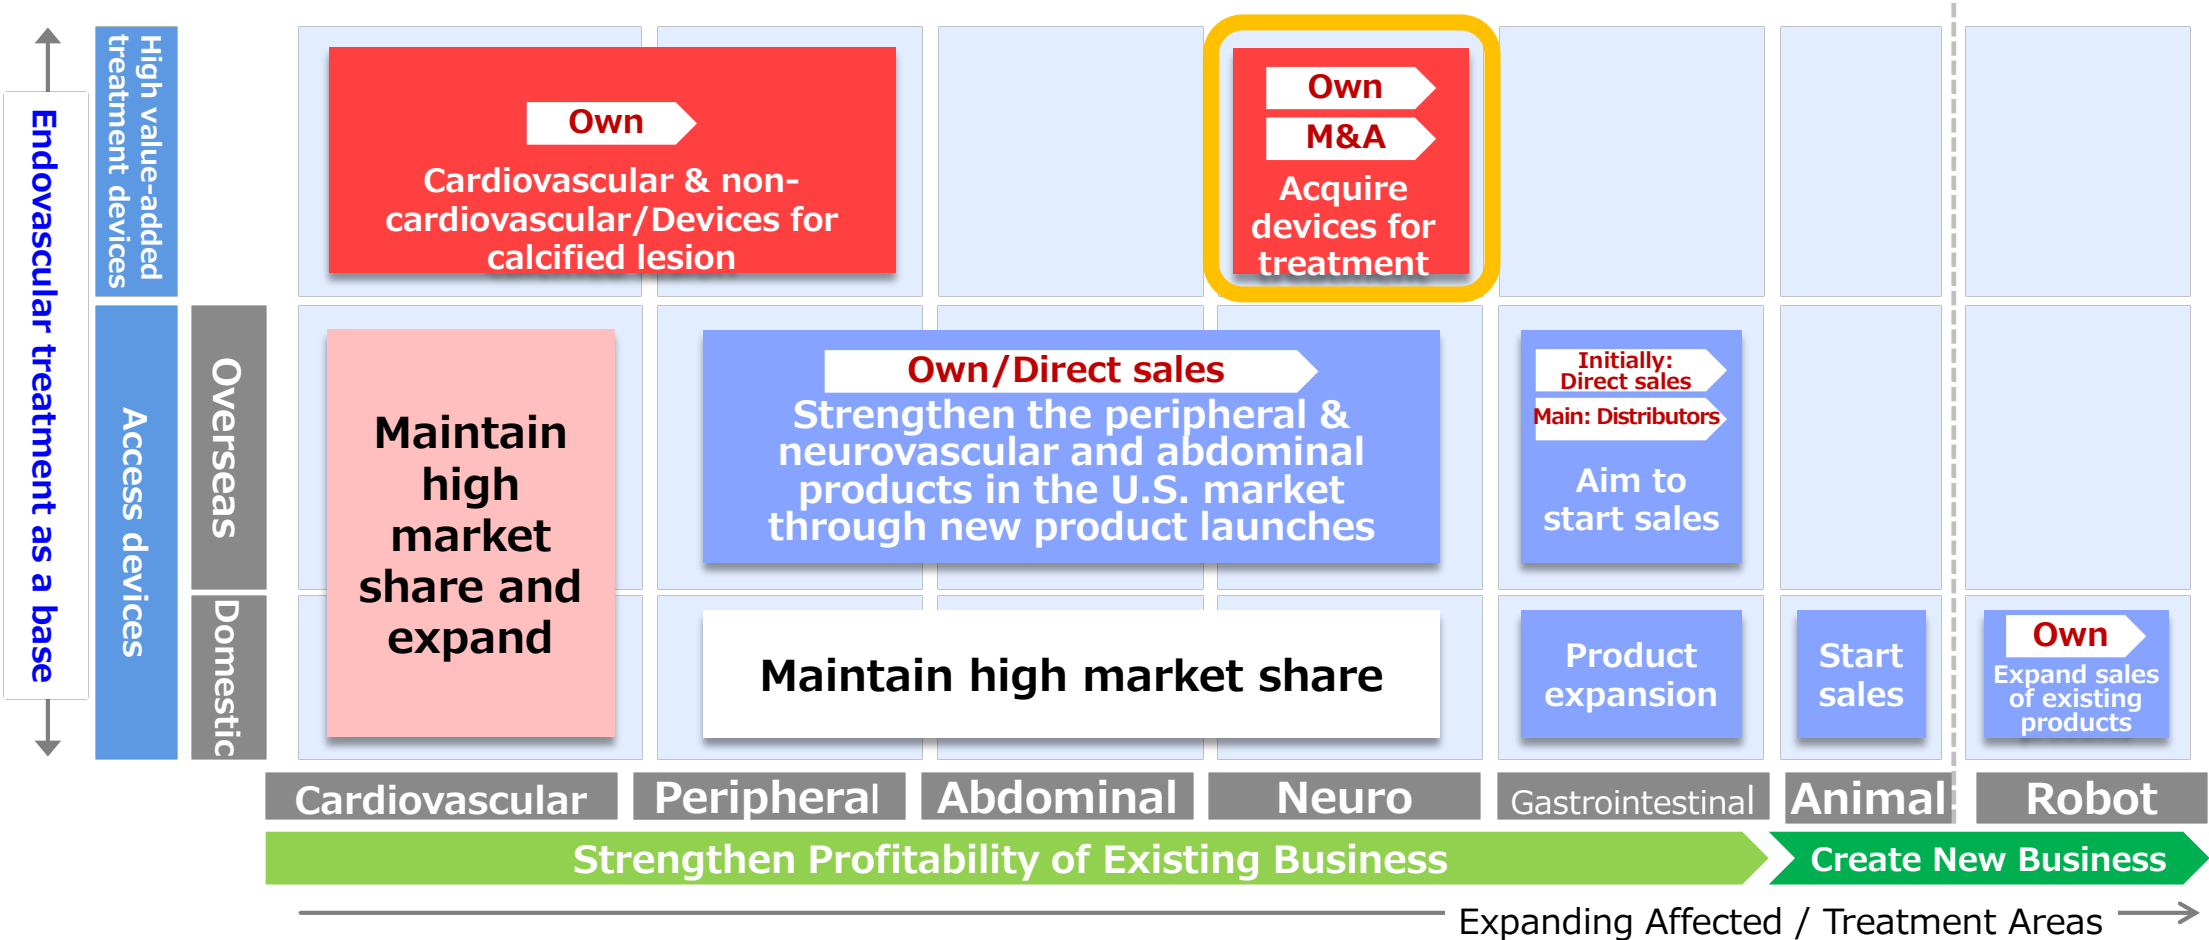 Endovascular treatment as a base
High value-added
treatment devices
Access devices
Overseas
Domestic
Own
Cardiovascular & non-
cardiovascular/Devices for
calcified lesion
Own
M&A
Acquire
devices for
treatment
Maintain
high
market
share and
expand
Own/Direct sales
Strengthen the peripheral &
neurovascular and abdominal
products in the U.S. market
through new product launches
Initially:
Direct sales
Main: Distributors
Aim to
start sales
Maintain high market share
Product
expansion
Start
sales
Own
Expand sales
of existing
products
Cardiovascular
Peripheral
Abdominal
Neuro
Gastrointestinal
Animal
Robot
Strengthen Profitability of Existing Business
Create New Business
Expanding Affected / Treatment Areas